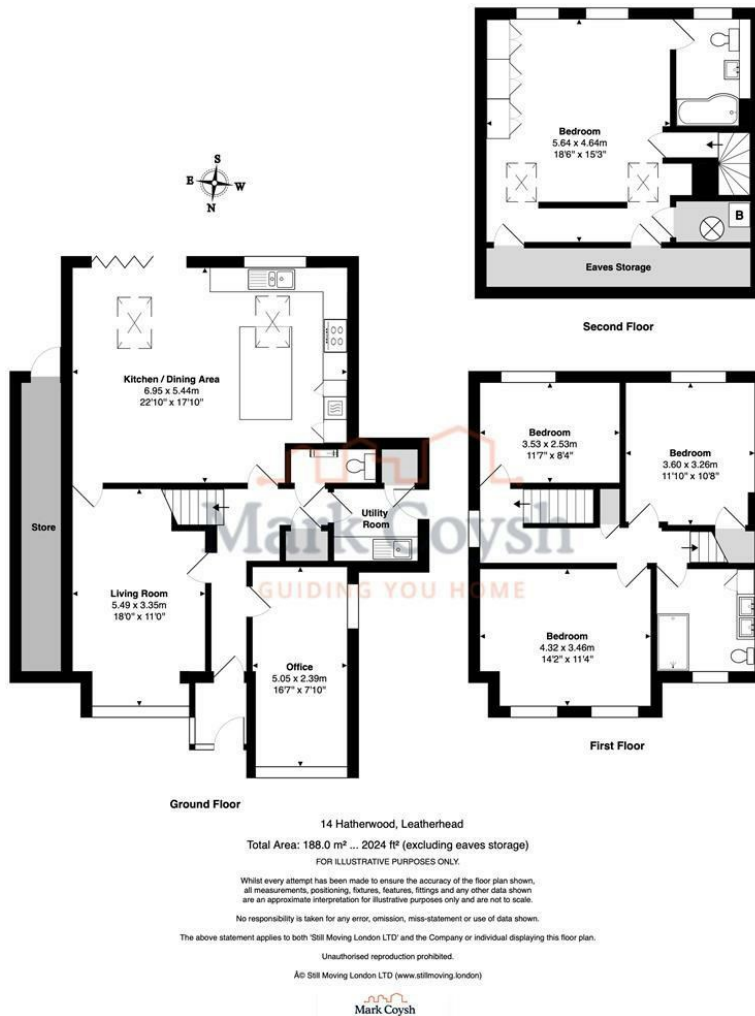 Bedroom
5.64 x 4.64m
18'6" x 15'3"
B
Eaves Storage
Second Floor
S
E W
N
Kitchen / Dining Area
6.95 x 5.44m
22'10" x 17'10"
Store
Utility
Room
Living Room
5.49 x 3.35m
18'0" x 11'0"
Office
5.05 x 2.39m
16'7" x 7'10"
Ground Floor
Bedroom
3.53 x 2.53m
11'7" x 8'4"
Bedroom
3.60 x 3.26m
11'10" x 10'8"
Bedroom
4.32 x 3.46m
14'2" x 11'4"
First Floor
Mark Coysh
GUIDING YOU HOME
14 Hatherwood, Leatherhead
Total Area: 188.0 m² ... 2024 ft² (excluding eaves storage)
FOR ILLUSTRATIVE PURPOSES ONLY.
Whilst every attempt has been made to ensure the accuracy of the floor plan shown,
all measurements, positioning, fixtures, features, fittings and any other data shown
are an approximate interpretation for illustrative purposes only and are not to scale.
No responsibility is taken for any error, omission, miss-statement or use of data shown.
The above statement applies to both 'Still Moving London LTD' and the Company or individual displaying this floor plan.
Unauthorised reproduction prohibited.
Â© Still Moving London LTD (www.stillmoving.london)
Mark Coysh